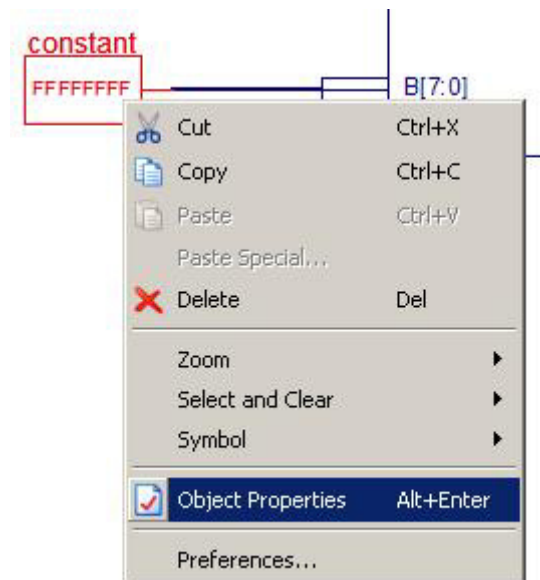 constant
FFFFFFFF
B[7:0]
Cut Ctrl+X
Copy Ctrl+C
Paste Ctrl+V
Paste Special...
Delete Del
Zoom
Select and Clear
Symbol
Object Properties Alt+Enter
Preferences...